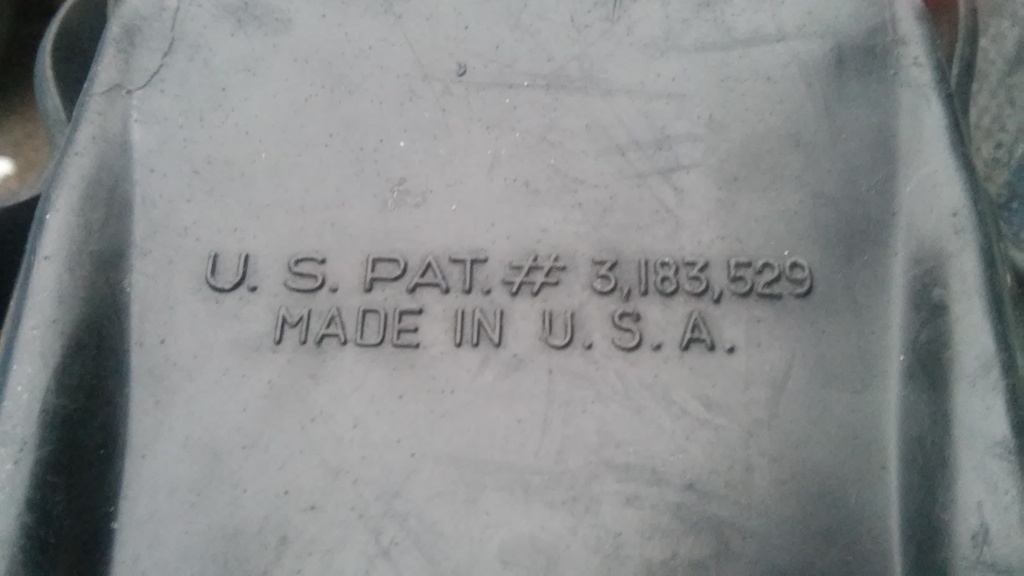 U. S. PAT. # 3,183,529
MADE IN U.S.A.